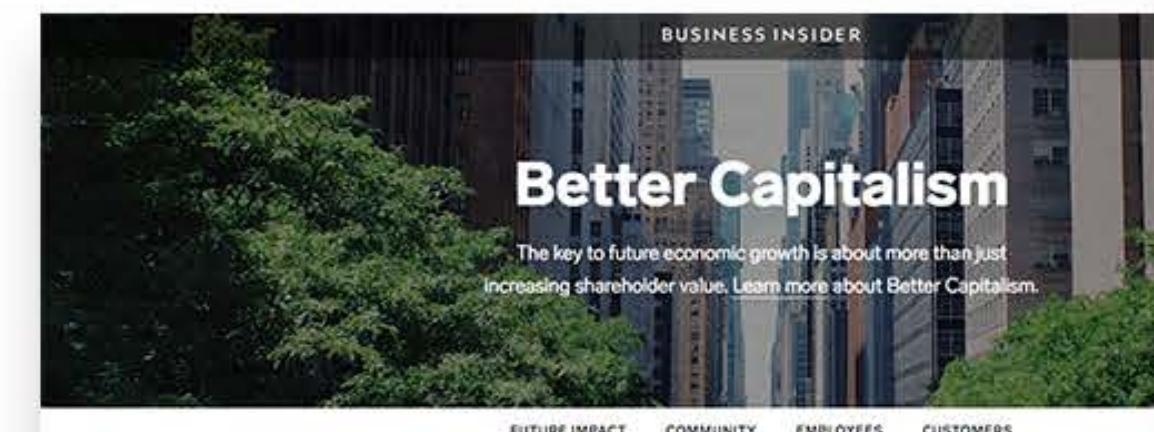 BUSINESS INSIDER
Better Capitalism
The key to future economic growth is about more than just
increasing shareholder value. Learn more about Better Capitalism.
FUTURE IMPACT COMMUNITY EMPLOYEES CUSTOMERS